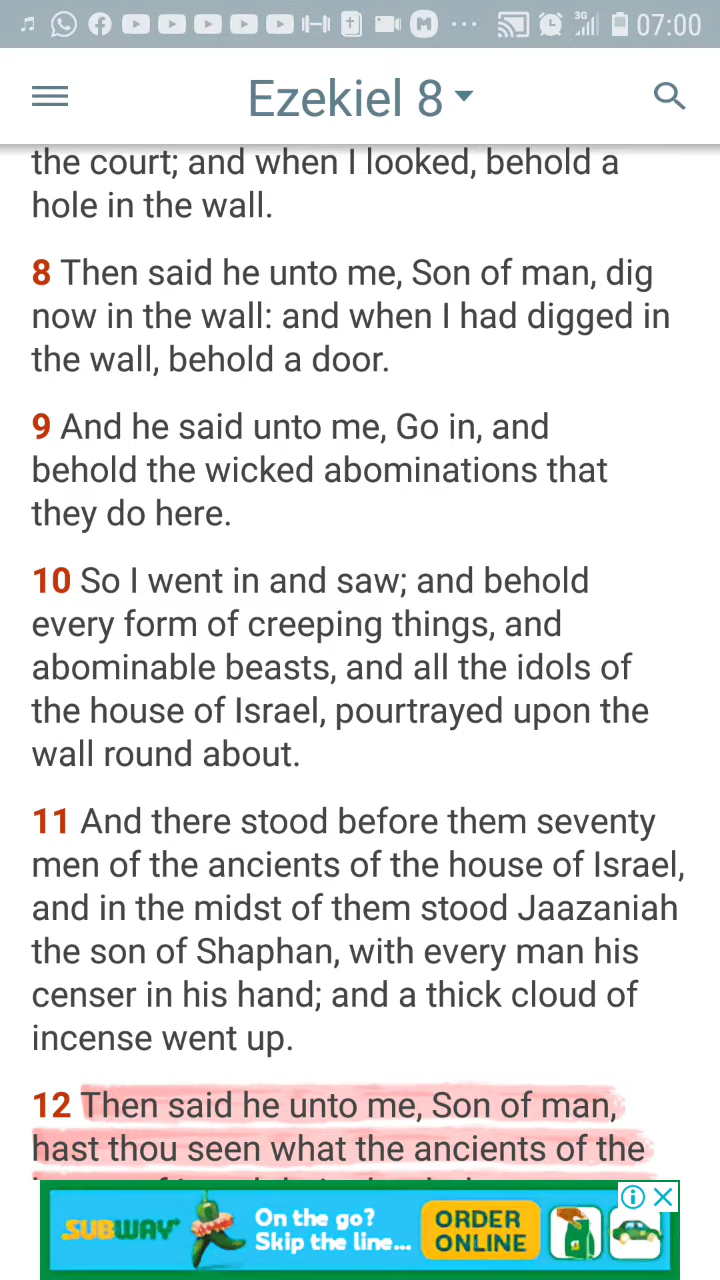 3G 07:00
Ezekiel 8
the court; and when I looked, behold a
hole in the wall.
8 Then said he unto me, Son of man, dig
now in the wall: and when I had digged in
the wall, behold a door.
9 And he said unto me, Go in, and
behold the wicked abominations that
they do here.
10 So I went in and saw; and behold
every form of creeping things, and
abominable beasts, and all the idols of
the house of Israel, pourtrayed upon the
wall round about.
11 And there stood before them seventy
men of the ancients of the house of Israel,
and in the midst of them stood Jaazaniah
the son of Shaphan, with every man his
censer in his hand; and a thick cloud of
incense went up.
12 Then said he unto me, Son of man,
hast thou seen what the ancients of the
SUBWAY
On the go?
Skip the line...
ORDER
ONLINE